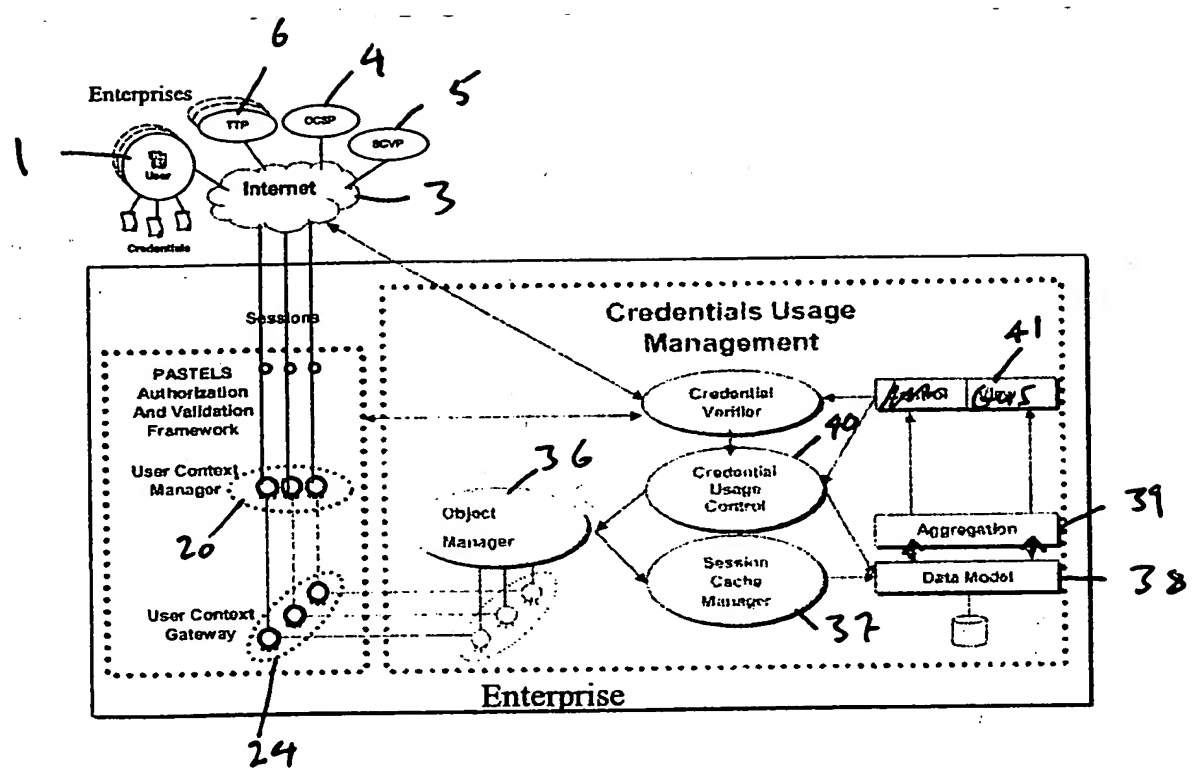 6
4
5
Enterprises
TTP
OCSP
SCVP
1
User
Internet
3
Credentials
Sessions
Credentials Usage
Management
41
PASTELS
Authorization
And Validation
Framework
Credential
Verifier
40
User Context
Manager
36
Credential
Usage
Control
Object
Manager
39
20
Aggregation
Session
Cache
Manager
Data Model
38
User Context
Gateway
37
Enterprise
24